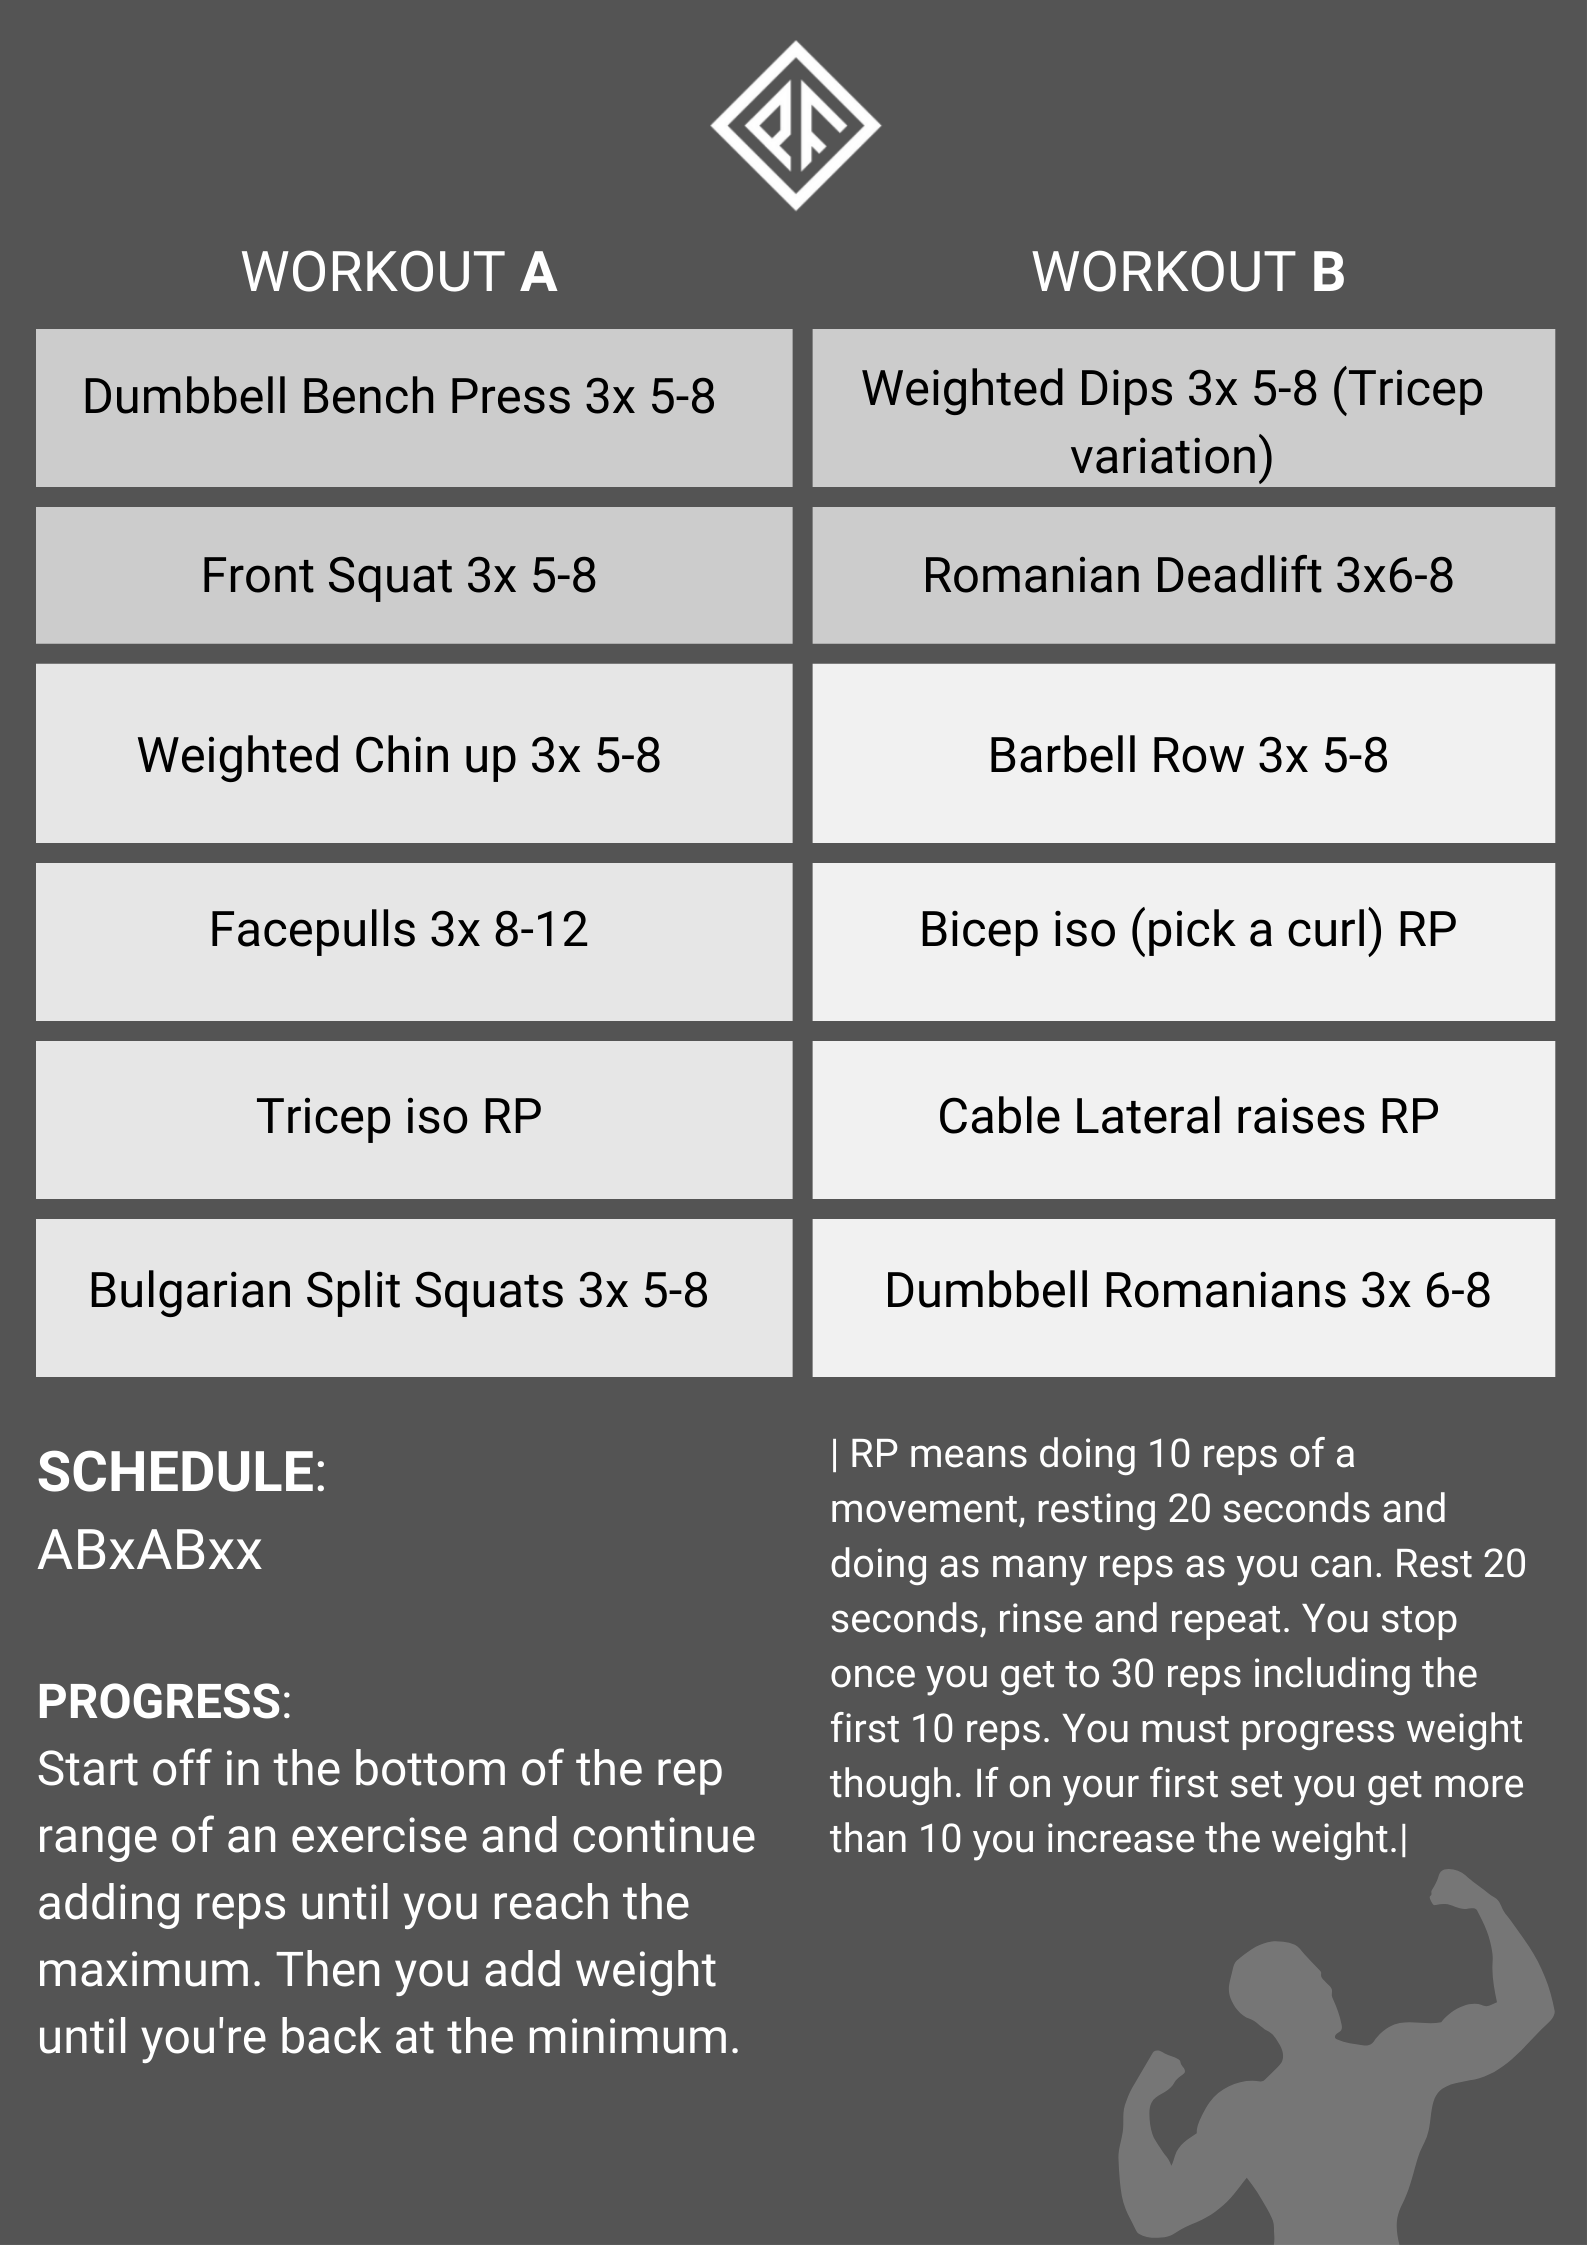 PF
WORKOUT A
Dumbbell Bench Press 3x 5-8
Front Squat 3x 5-8
Weighted Chin up 3x 5-8
Facepulls 3x 8-12
Tricep iso RP
Bulgarian Split Squats 3x 5-8
WORKOUT B
Weighted Dips 3x 5-8 (Tricep
variation)
Romanian Deadlift 3x6-8
Barbell Row 3x 5-8
Bicep iso (pick a curl) RP
Cable Lateral raises RP
Dumbbell Romanians 3x 6-8
SCHEDULE:
ABxABxx
PROGRESS:
Start off in the bottom of the rep
range of an exercise and continue
adding reps until you reach the
maximum. Then you add weight
until you're back at the minimum.
| RP means doing 10 reps of a
movement, resting 20 seconds and
doing as many reps as you can. Rest 20
seconds, rinse and repeat. You stop
once you get to 30 reps including the
first 10 reps. You must progress weight
though. If on your first set you get more
than 10 you increase the weight.|